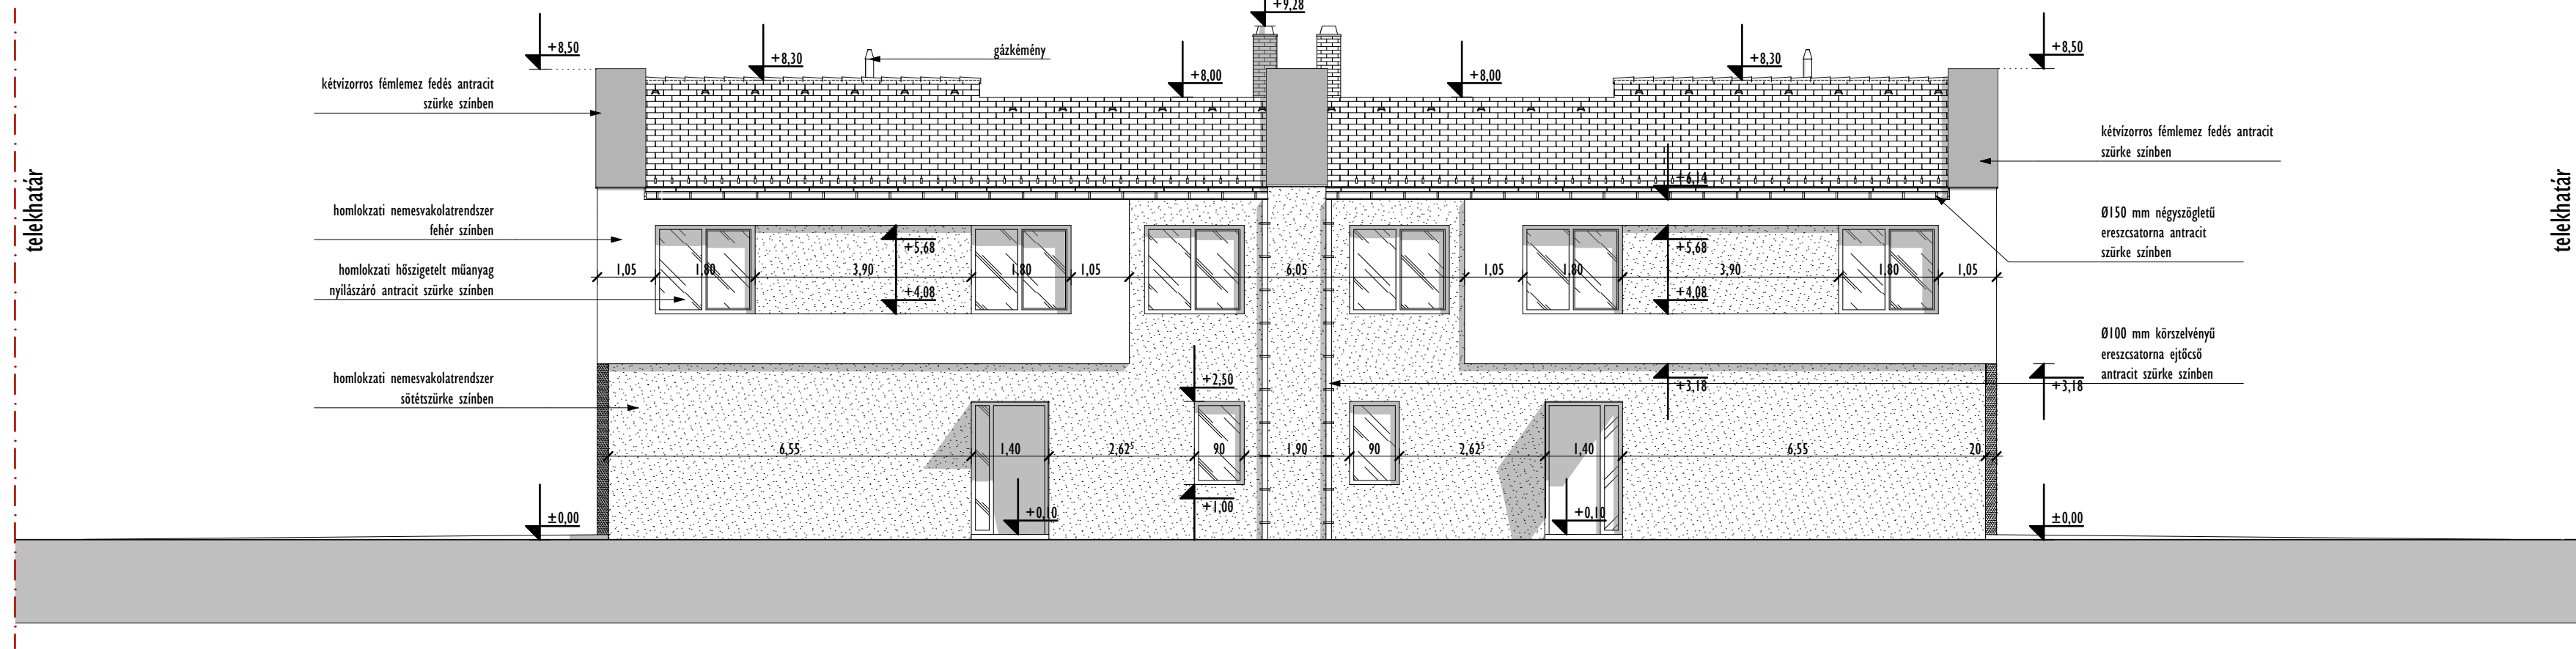 +9,28
+8,50
+8,30
gázkémény
+8,00
+8,00
+8,30
+8,50
kétvízorros fémlemez fedés antracit
szürke színben
kétvízorros fémlemez fedés antracit
szürke színben
telekhatár
telekhatár
+6,14
homlokzati nemesvakolatrendszer
fehér színben
Ø150 mm négyszögletű
ereszcsatorna antracit
szürke színben
+5,68
+5,68
homlokzati hőszigetelt műanyag
nyílászáró antracit szürke színben
1,05
1,80
3,90
1,80
1,05
6,05
1,05
1,80
3,90
1,80
1,05
+4,08
+4,08
Ø100 mm körszelvényű
ereszcsatorna ejtőcső
antracit szürke színben
homlokzati nemesvakolatrendszer
sötétszürke színben
+2,50
+3,18
+3,18
6,55
1,40
2,62⁵
90
1,90
90
2,62⁵
1,40
6,55
20
+1,00
±0,00
+0,10
+0,10
±0,00